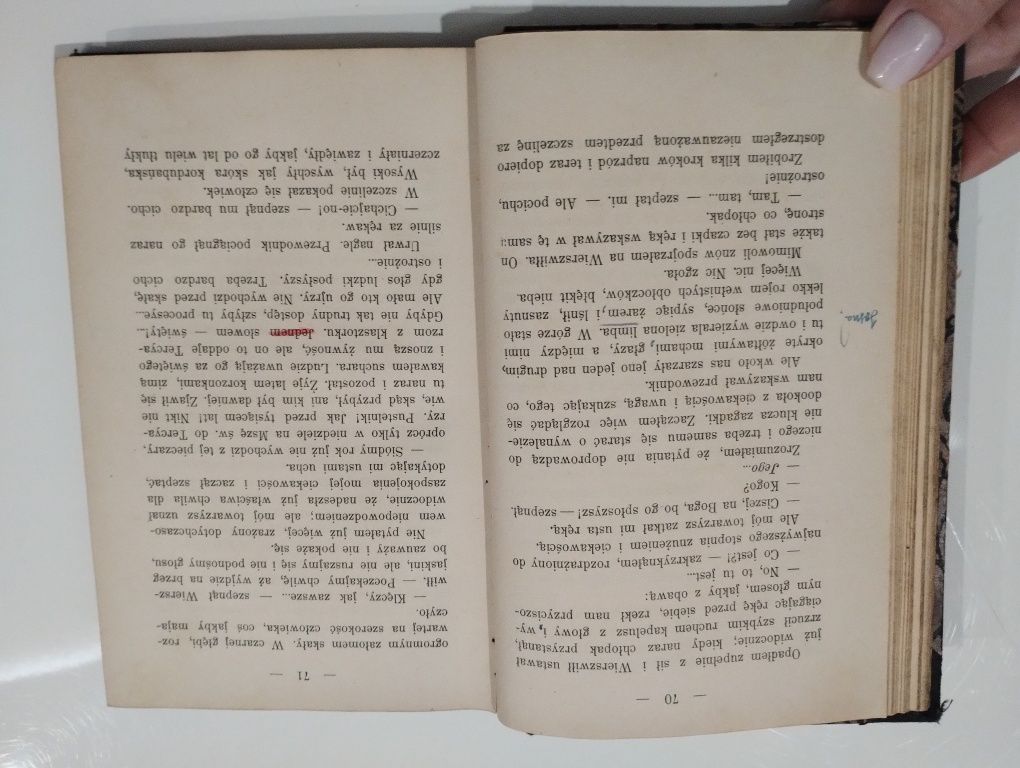 — 70 —
Opadłem zupełnie z sił i Wierszwiłł ustawał
już widocznie; kiedy naraz chłopak przystanął,
zrzucił szybkim ruchem kapelusz z głowy i, wy-
ciągając rękę przed siebie, rzekł nam przyciszo-
nym głosem, jakby z obawą:
— No, to tu jest...
— Co jest?! — zakrzyknąłem, rozdrażniony do
najwyższego stopnia znużeniem i ciekawością.
Ale mój towarzysz zatkał mi usta ręką.
— Ciszej, na Boga, bo go spłoszysz! — szepnął.
— Kogo?
— Jego...
Zrozumiałem, że pytania nie doprowadzą do
niczego i trzeba samemu się starać o wynalezie-
nie klucza zagadki. Zacząłem więc rozglądać się
dookoła z ciekawością i uwagą, szukając tego, co
nam wskazywał przewodnik.
Ale wkoło nas szarzały jeno jeden nad drugim,
okryte żółtawymi mchami, głazy, a między nimi
tu i owdzie wyzierała zielona limba. W górze stało
południowe słońce, sypiąc żarem, i lśnił, zasnuty
lekko rojem wełnistych obłoczków, błękit nieba.
Więcej nic. Nic zgoła.
Mimowoli znów spojrzałem na Wierszwiłła. On
także stał bez czapki i ręką wskazywał w tę samą
stronę, co chłopak.
— Tam, tam... — szeptał mi. — Ale pocichu,
ostrożnie!
Zrobiłem kilka kroków naprzód i teraz dopiero
dostrzegłem niezauważoną przedtem szczelinę za
— 71 —
ogromnym załomem skały. W czarnej głębi, roz-
wartej na szerokość człowieka, coś jakby maja-
czyło.
— Klęczy, jak zawsze... — szepnął Wiersz-
wiłł. — Poczekajmy chwilę, aż wyjdzie na brzeg
jaskini, ale nie ruszajmy się i nie podnośmy głosu,
bo zauważy i nie pokaże się.
Nie pytałem już więcej, zrażony dotychczaso-
wem niepowodzeniem; ale mój towarzysz uznał
widocznie, że nadeszła już właściwa chwila dla
zaspokojenia mojej ciekawości i zaczął szeptać,
dotykając mi ustami ucha.
— Siódmy rok już nie wychodzi z tej pieczary,
oprócz tylko w niedziele na Mszę św. do Tercya-
rzy. Pustelnik! Jak przed tysiącem lat! Nikt nie
wie, skąd przybył, ani kim był dawniej. Zjawił się
tu naraz i pozostał. Żyje latem korzonkami, zimą
kawałem suchara. Ludzie uważają go za świętego
i znoszą mu żywność, ale on to oddaje Tercya-
rzom z klasztorku. Jednem słowem — święty!...
Gdyby nie tak trudny dostęp, szłyby tu procesye...
Ale mało kto go ujrzy. Nie wychodzi przed skałę,
gdy głos ludzki posłyszy. Trzeba bardzo cicho
i ostrożnie...
Urwał nagle. Przewodnik pociągnął go naraz
silnie za rękaw.
— Cichajcie-no! — szepnął mu bardzo cicho.
W szczelinie pokazał się człowiek.
Wysoki był, wyschły jak skóra kordubańska,
zczerniały i zawiędły, jakby go od lat wielu tłukły